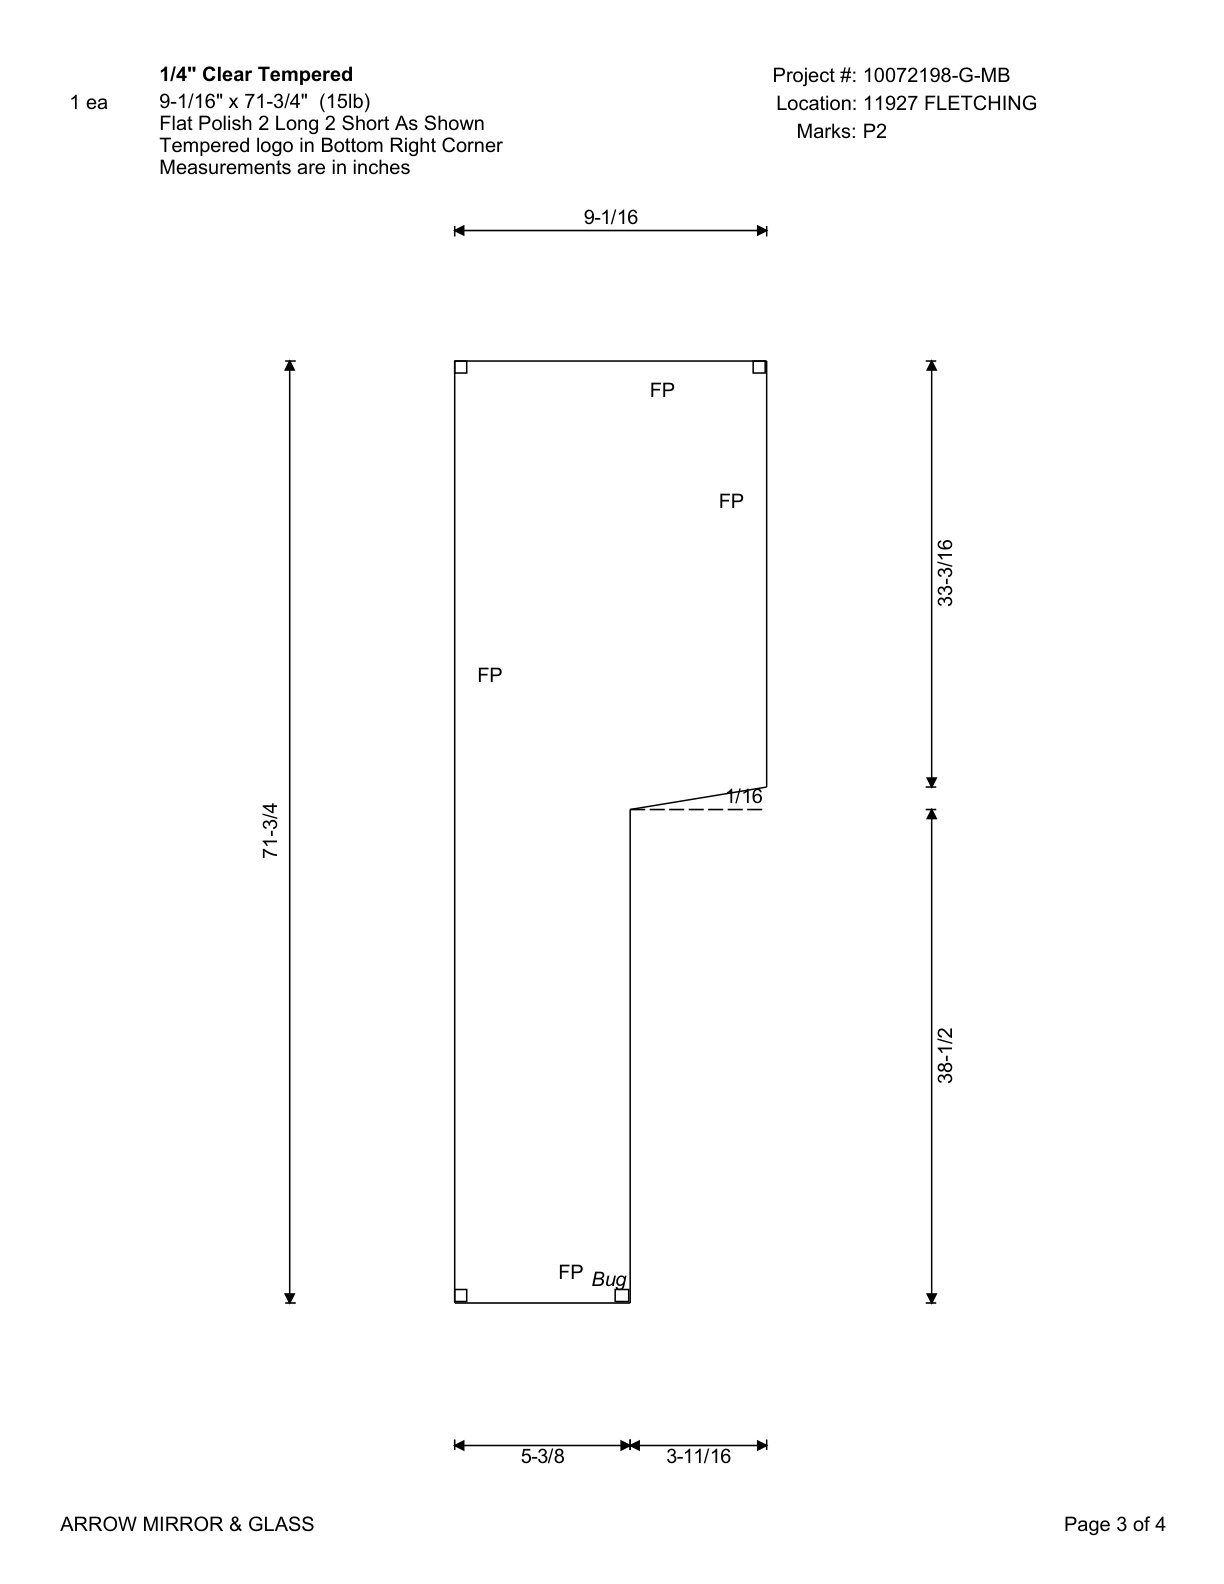 1/4" Clear Tempered
1 ea
9-1/16" x 71-3/4" (15lb)
Flat Polish 2 Long 2 Short As Shown
Tempered logo in Bottom Right Corner
Measurements are in inches
Project #: 10072198-G-MB
Location: 11927 FLETCHING
Marks: P2
9-1/16
FP
FP
33-3/16
FP
1/16
71-3/4
38-1/2
FP
Bug
5-3/8
3-11/16
ARROW MIRROR & GLASS
Page 3 of 4